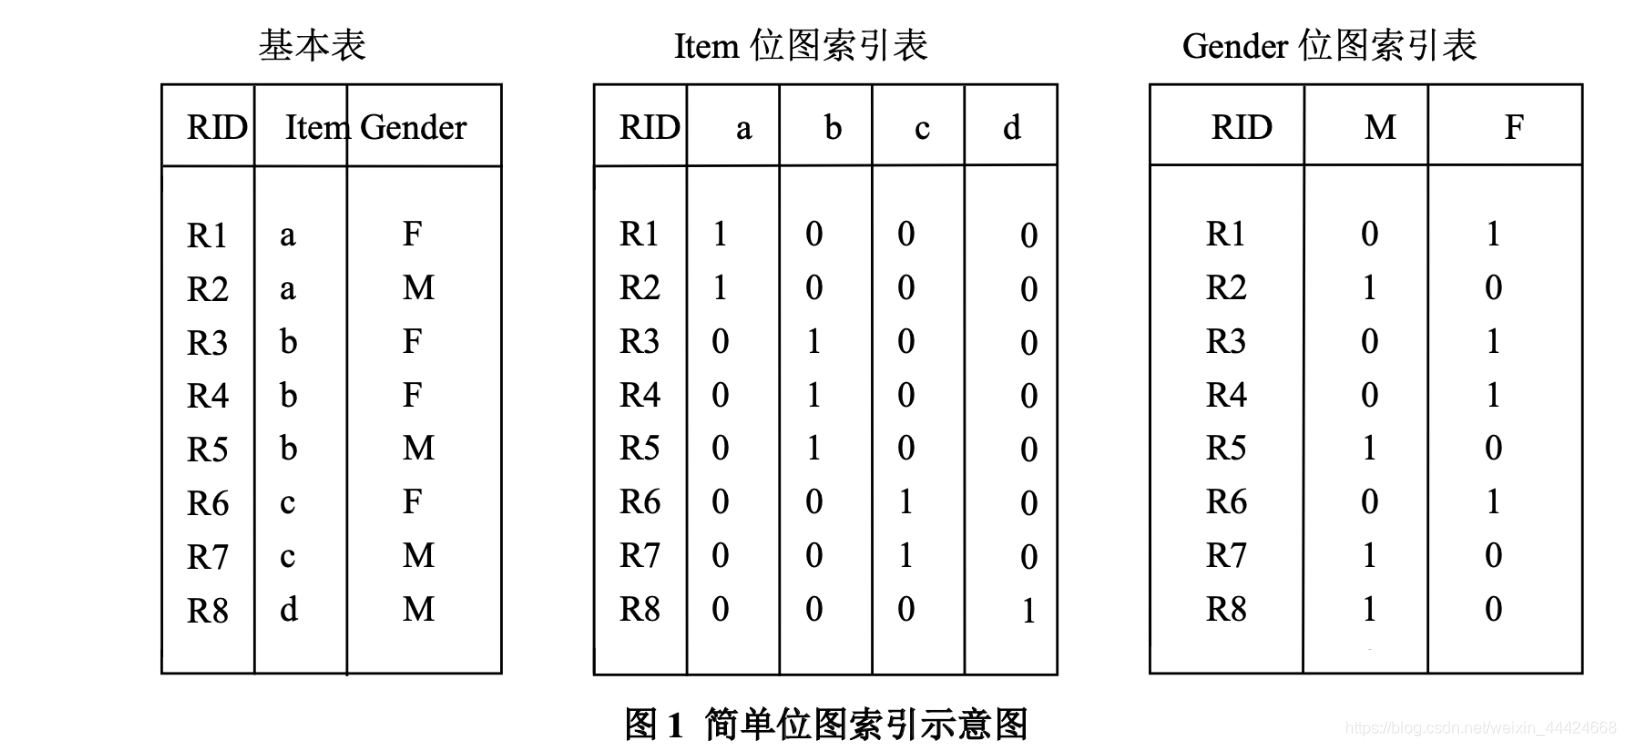 基本表
RID Item Gender
R1 a F
R2 a M
R3 b F
R4 b F
R5 b M
R6 c F
R7 c M
R8 d M
Item 位图索引表
RID a b c d
R1 1 0 0 0
R2 1 0 0 0
R3 0 1 0 0
R4 0 1 0 0
R5 0 1 0 0
R6 0 0 1 0
R7 0 0 1 0
R8 0 0 0 1
Gender 位图索引表
RID M F
R1 0 1
R2 1 0
R3 0 1
R4 0 1
R5 1 0
R6 0 1
R7 1 0
R8 1 0
图 1 简单位图索引示意图
https://blog.csdn.net/weixin_44424668